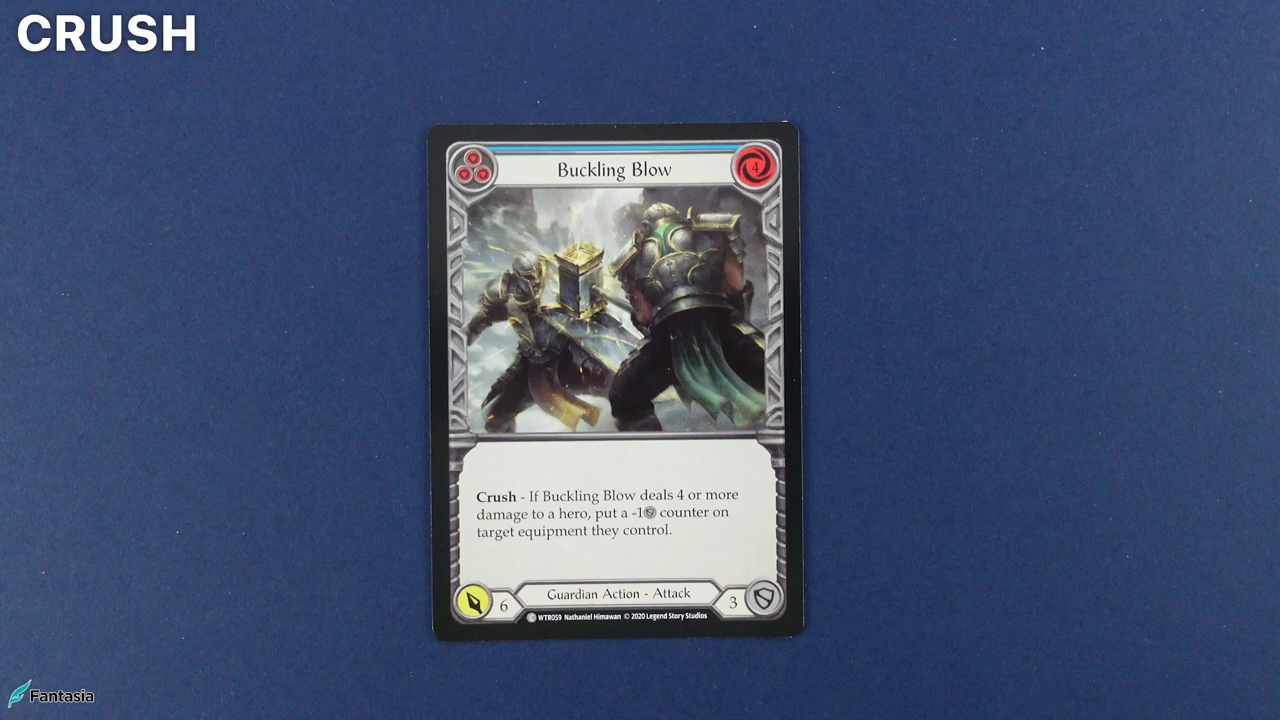 CRUSH
Buckling Blow
4
Crush - If Buckling Blow deals 4 or more
damage to a hero, put a -1 counter on
target equipment they control.
6
Guardian Action - Attack
3
C WTR059 Nathaniel Himawan © 2020 Legend Story Studios
Fantasia